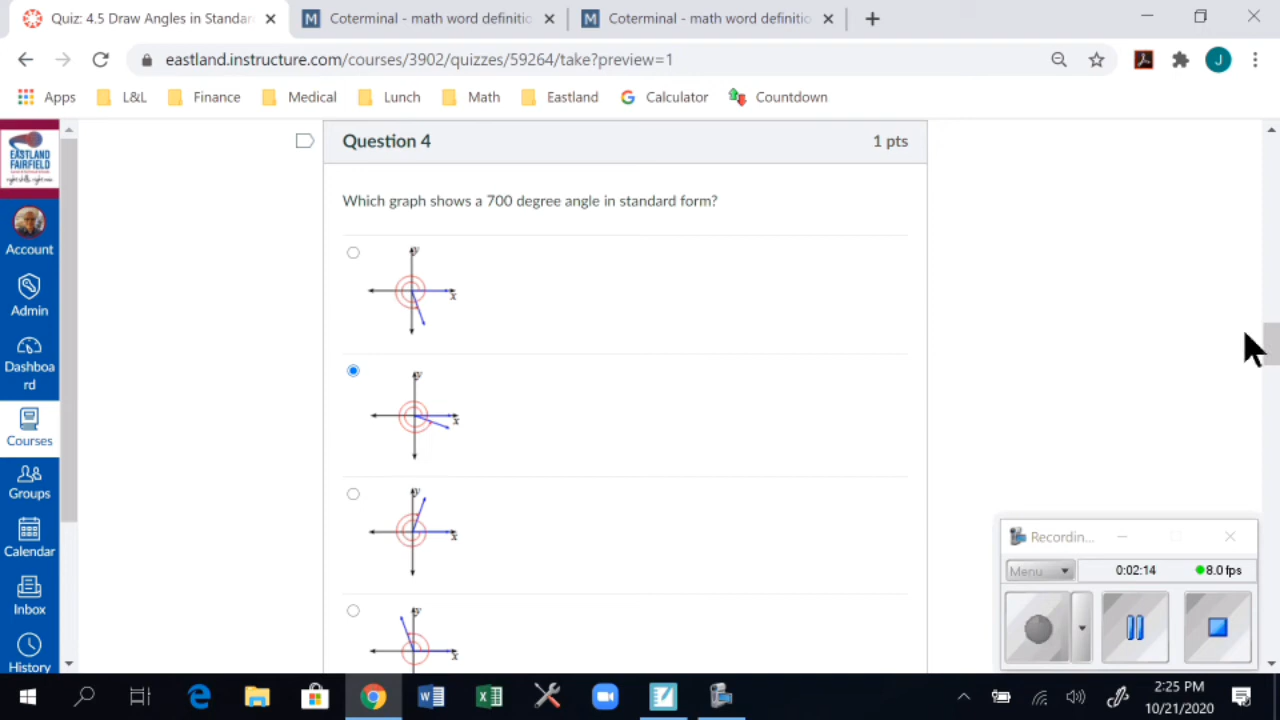 Quiz: 4.5 Draw Angles in Standar
Coterminal - math word definitio
Coterminal - math word definitio
eastland.instructure.com/courses/3902/quizzes/59264/take?preview=1
Apps
L&L
Finance
Medical
Lunch
Math
Eastland
Calculator
Countdown
J
EASTLAND
FAIRFIELD
Account
Admin
Dashboa
rd
Courses
Groups
Calendar
Inbox
History
Question 4
1 pts
Which graph shows a 700 degree angle in standard form?
y
x
y
x
y
x
y
x
Recordin...
Menu
0:02:14
8.0 fps
2:25 PM
10/21/2020